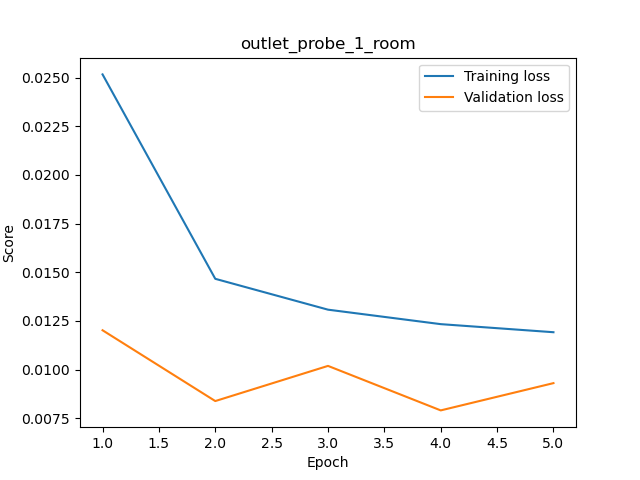 outlet_probe_1_room
Training loss
Validation loss
0.0250
0.0225
0.0200
0.0175
0.0150
0.0125
0.0100
0.0075
Score
1.0 1.5 2.0 2.5 3.0 3.5 4.0 4.5 5.0
Epoch